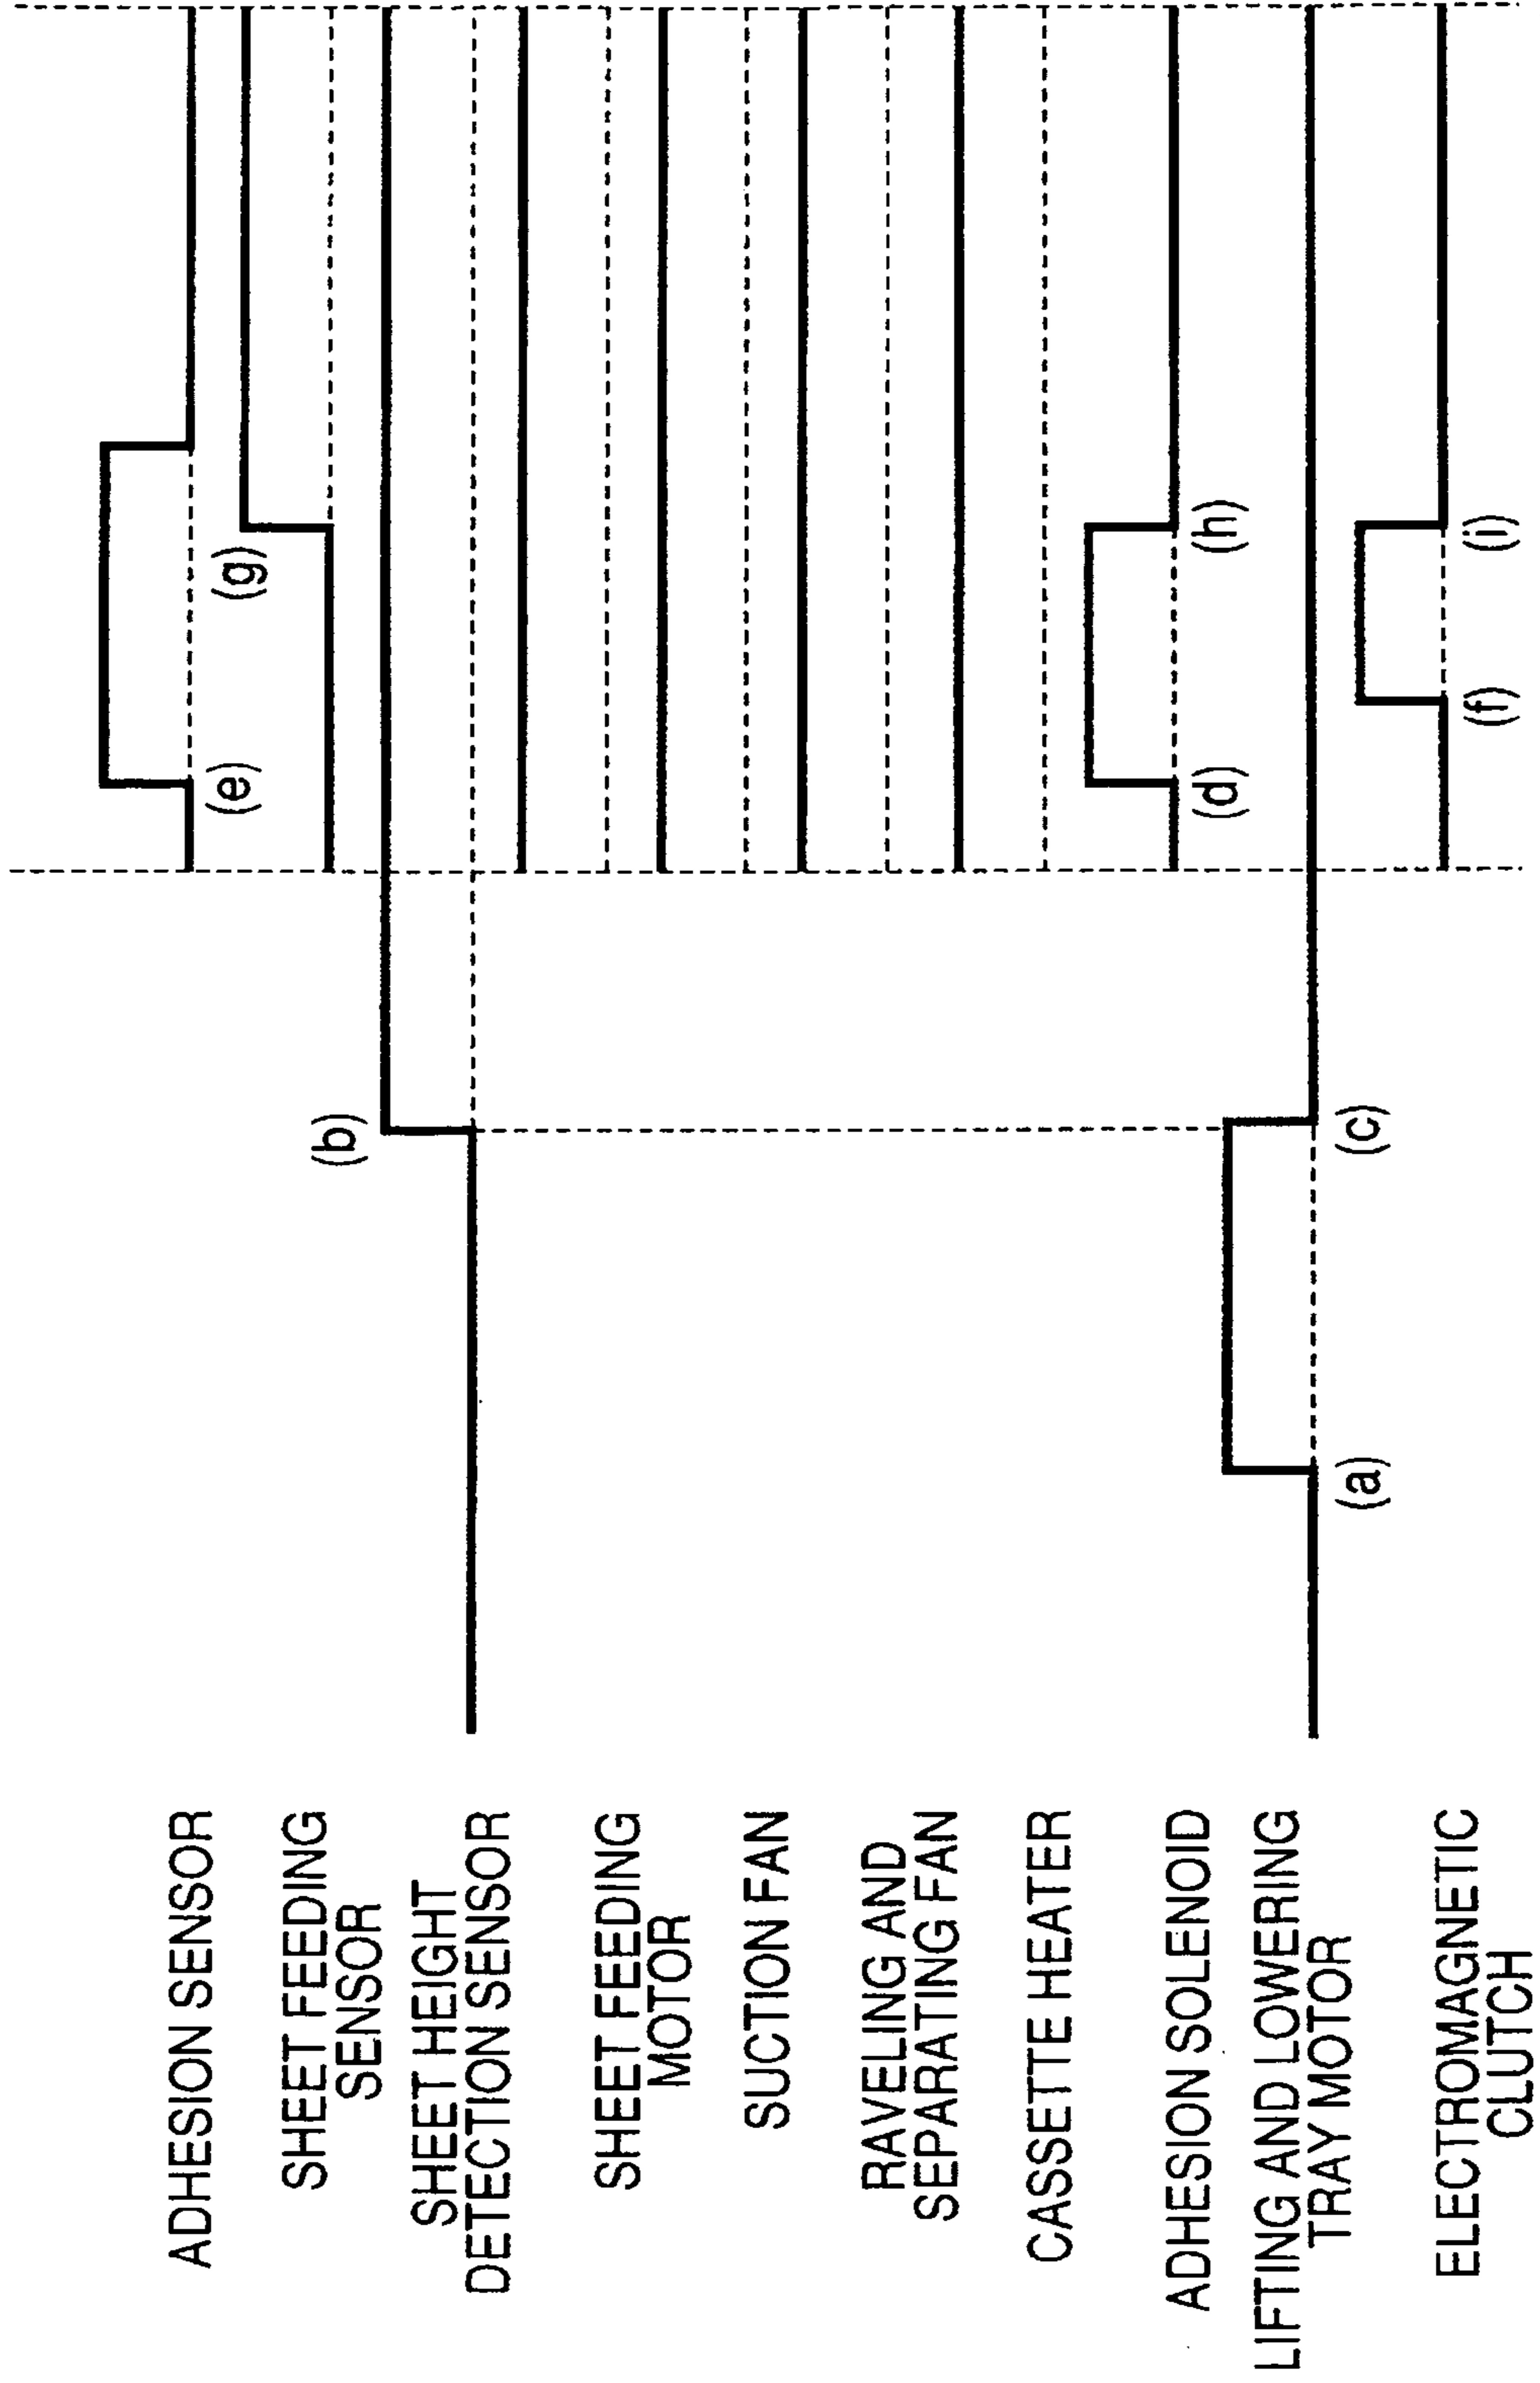 ADHESION SENSOR
(e)
SHEET FEEDING
SENSOR
(g)
SHEET HEIGHT
DETECTION SENSOR
(b)
SHEET FEEDING
MOTOR
SUCTION FAN
RAVELING AND
SEPARATING FAN
CASSETTE HEATER
ADHESION SOLENOID
(d)
(h)
LIFTING AND LOWERING
TRAY MOTOR
(a)
(c)
ELECTROMAGNETIC
CLUTCH
(f)
(i)